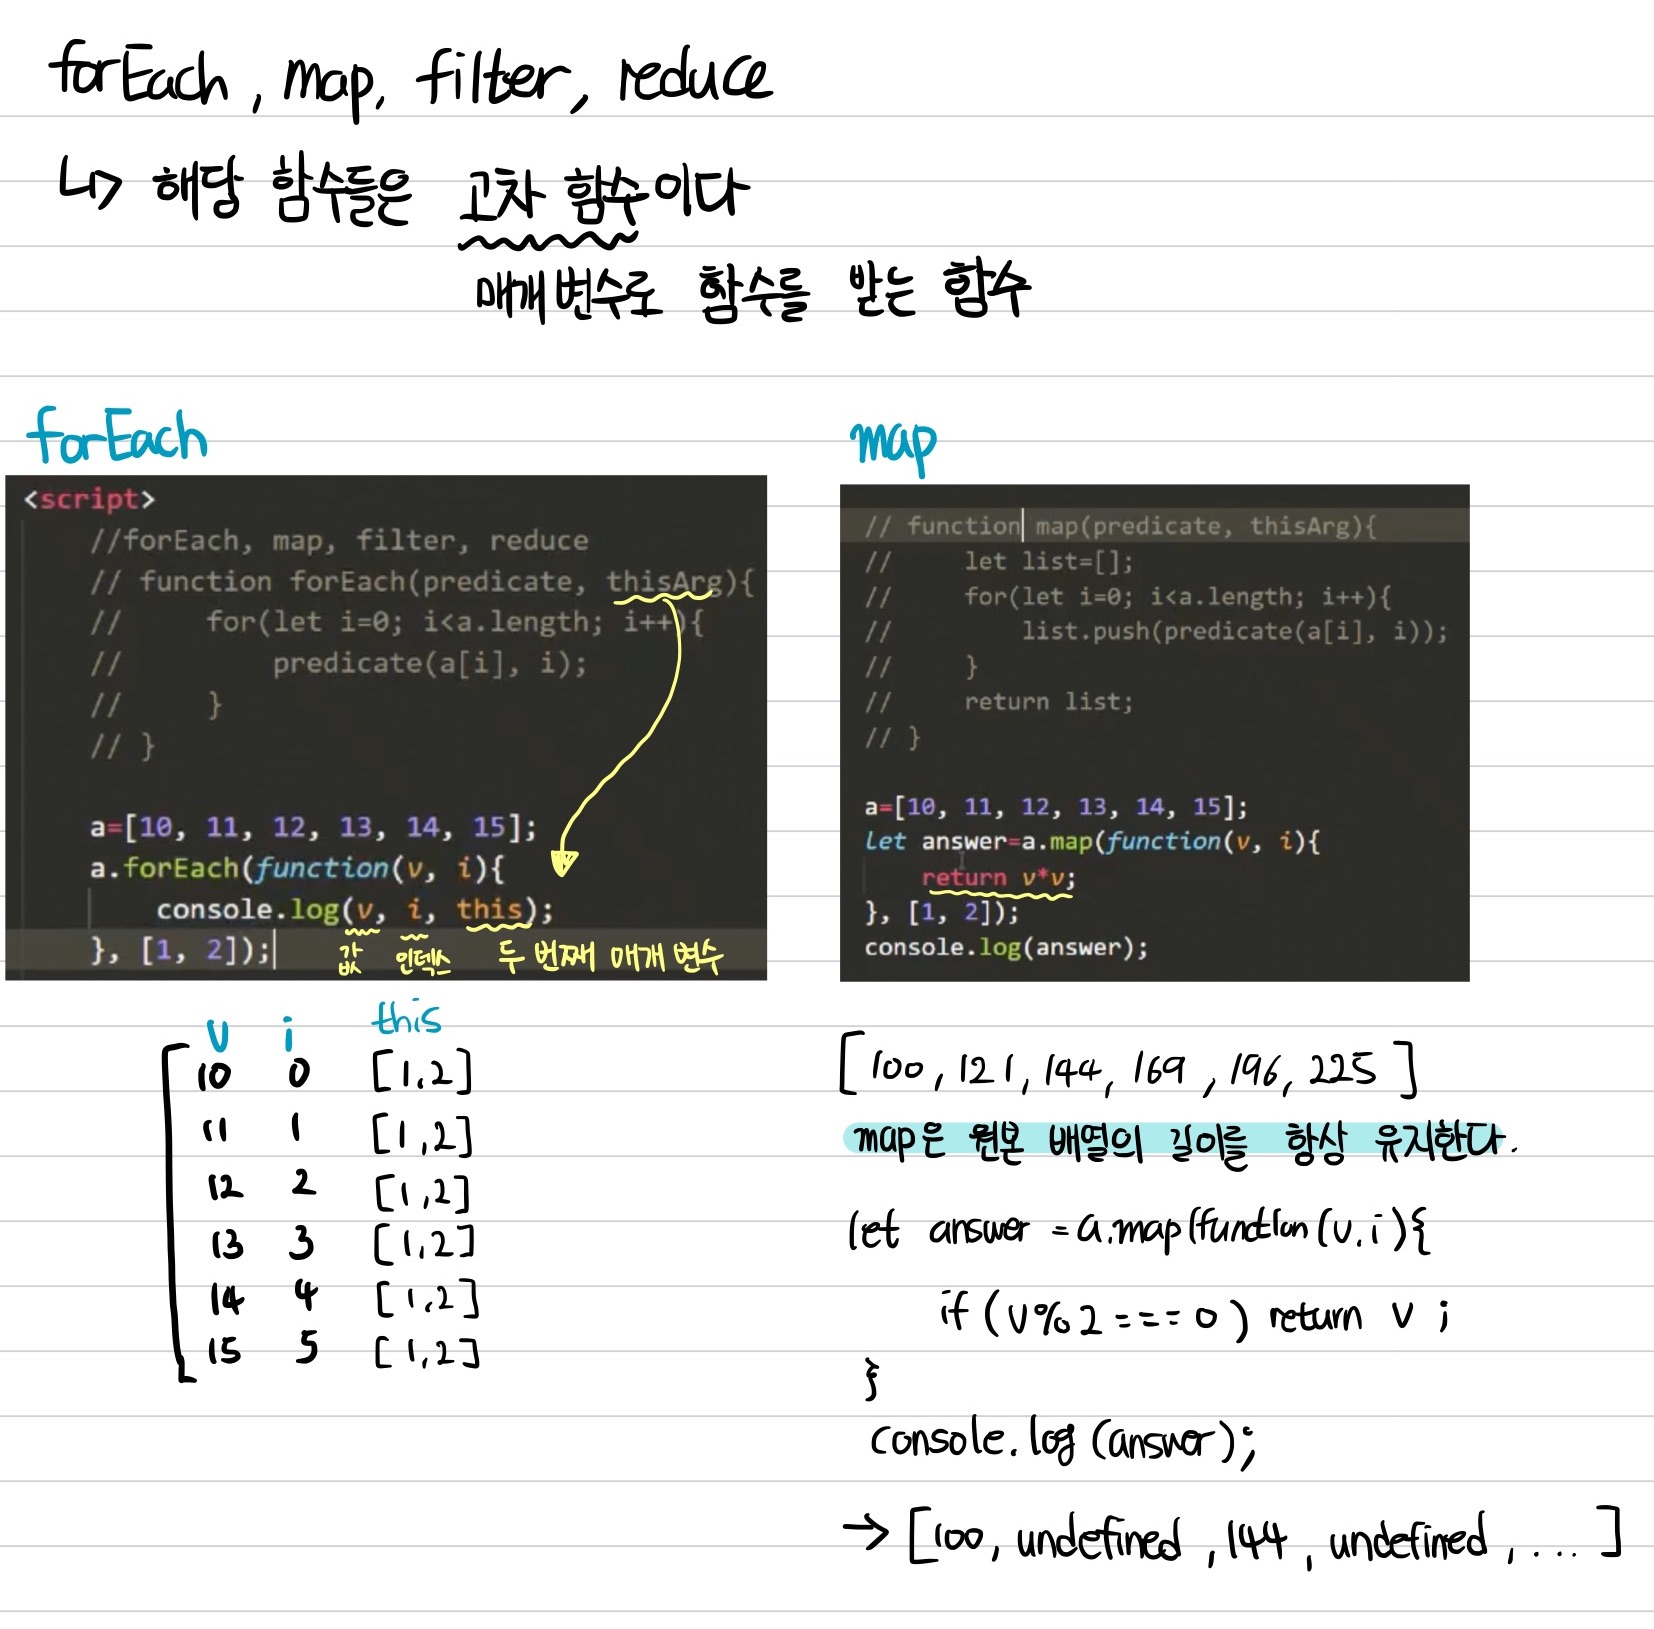 forEach, map, filter, reduce
↳ 해당 함수들은 고차 함수이다
매개변수로 함수를 받는 함수
forEach
<script>
//forEach, map, filter, reduce
// function forEach(predicate, thisArg){
// for(let i=0; i<a.length; i++){
// predicate(a[i], i);
// }
// }
a=[10, 11, 12, 13, 14, 15];
a.forEach(function(v, i){
console.log(v, i, this);
}, [1, 2]);
값 인덱스 두 번째 매개 변수
v i this
10 0 [1,2]
11 1 [1,2]
12 2 [1,2]
13 3 [1,2]
14 4 [1,2]
15 5 [1,2]
map
// function map(predicate, thisArg){
// let list=[];
// for(let i=0; i<a.length; i++){
// list.push(predicate(a[i], i));
// }
// return list;
// }
a=[10, 11, 12, 13, 14, 15];
let answer=a.map(function(v, i){
return v*v;
}, [1, 2]);
console.log(answer);
[100, 121, 144, 169, 196, 225]
map은 원본 배열의 길이를 항상 유지한다.
let answer = a.map(function(v,i){
if (v%2 === 0) return v ;
}
console.log (answer);
→ [100, undefined, 144, undefined, ...]